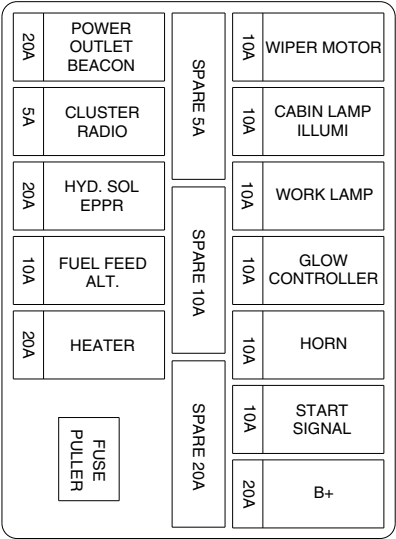 20A
POWER
OUTLET
BEACON
5A
CLUSTER
RADIO
20A
HYD. SOL
EPPR
10A
FUEL FEED
ALT.
20A
HEATER
FUSE
PULLER
SPARE 5A
SPARE 10A
SPARE 20A
10A
WIPER MOTOR
10A
CABIN LAMP
ILLUMI
10A
WORK LAMP
10A
GLOW
CONTROLLER
10A
HORN
10A
START
SIGNAL
20A
B+